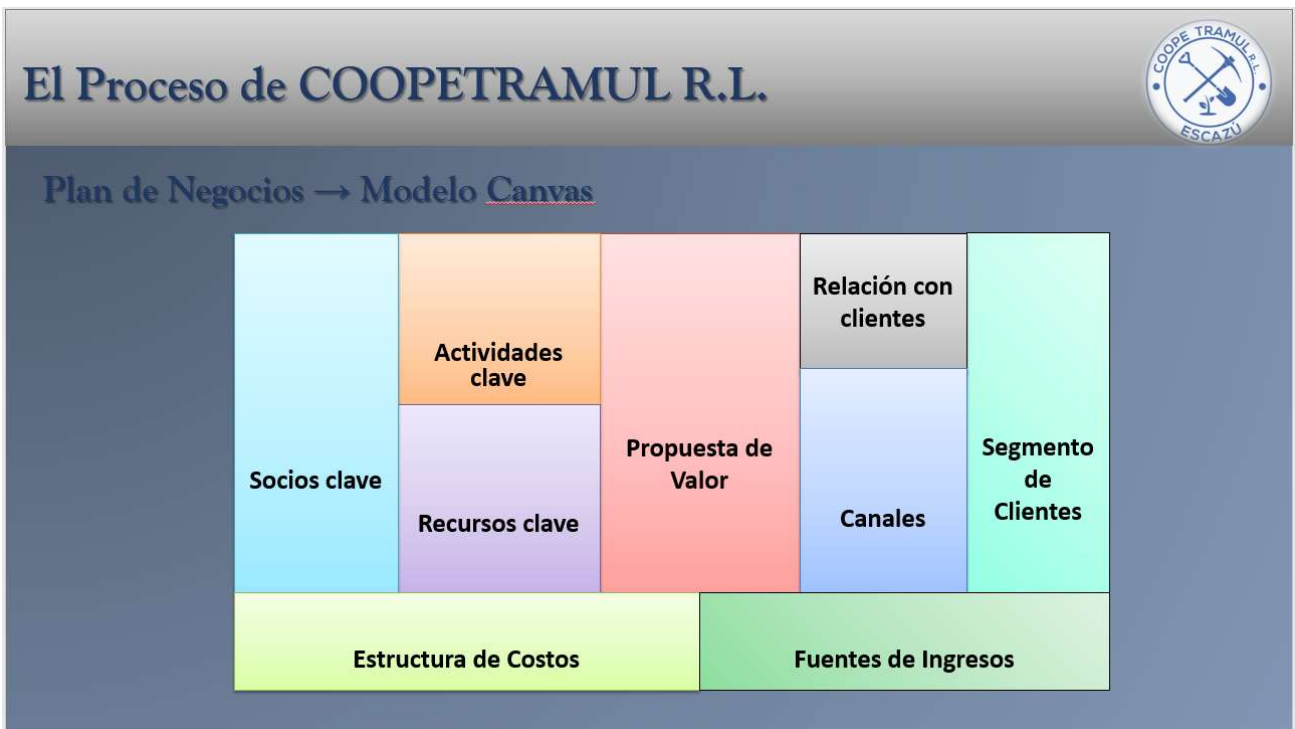 El Proceso de COOPETRAMUL R.L.
COOPE TRAMUL R.L.
ESCAZÚ
Plan de Negocios → Modelo Canvas
Socios clave
Actividades
clave
Recursos clave
Propuesta de
Valor
Relación con
clientes
Canales
Segmento
de
Clientes
Estructura de Costos
Fuentes de Ingresos